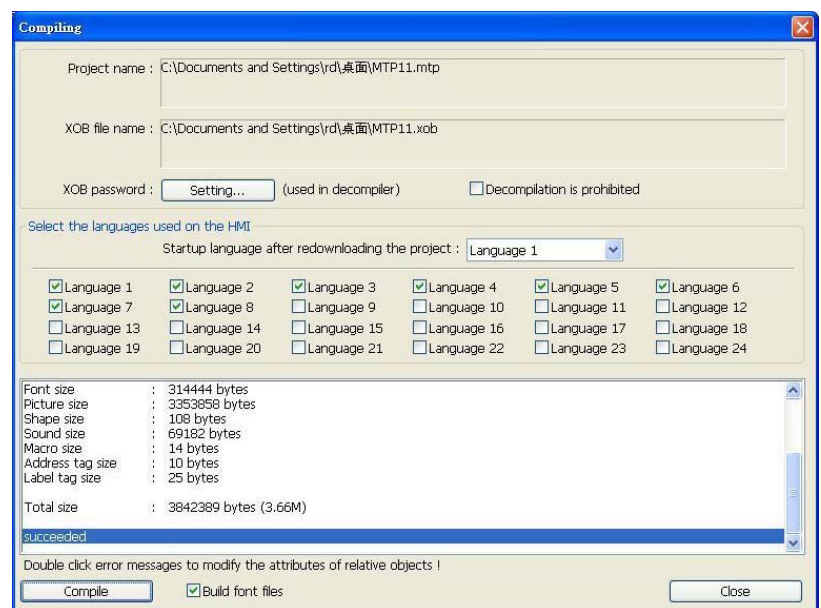 Compiling
Project name : C:\Documents and Settings\rd\桌面\MTP11.mtp
XOB file name : C:\Documents and Settings\rd\桌面\MTP11.xob
XOB password : Setting... (used in decompiler) Decompilation is prohibited
Select the languages used on the HMI
Startup language after redownloading the project : Language 1
Language 1 Language 2 Language 3 Language 4 Language 5 Language 6
Language 7 Language 8 Language 9 Language 10 Language 11 Language 12
Language 13 Language 14 Language 15 Language 16 Language 17 Language 18
Language 19 Language 20 Language 21 Language 22 Language 23 Language 24
Font size : 314444 bytes
Picture size : 3353858 bytes
Shape size : 108 bytes
Sound size : 69182 bytes
Macro size : 14 bytes
Address tag size : 10 bytes
Label tag size : 25 bytes
Total size : 3842389 bytes (3.66M)
succeeded
Double click error messages to modify the attributes of relative objects !
Compile Build font files Close